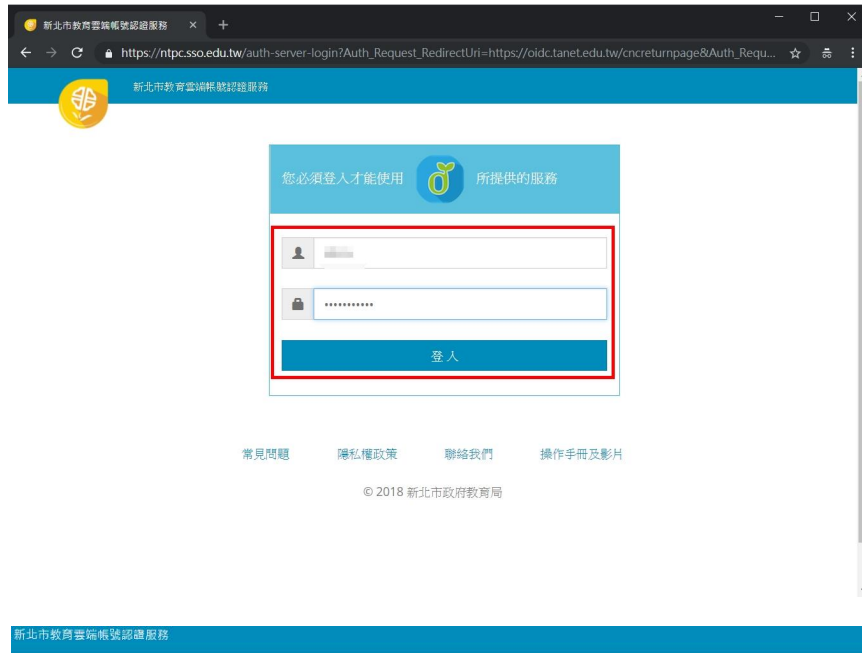 新北市教育雲端帳號認證服務
https://ntpc.sso.edu.tw/auth-server-login?Auth_Request_RedirectUri=https://oidc.tanet.edu.tw/cncreturnpage&Auth_Requ...
新北市教育雲端帳號認證服務
您必須登入才能使用 所提供的服務
•••••••••••
登入
常見問題 隱私權政策 聯絡我們 操作手冊及影片
© 2018 新北市政府教育局
新北市教育雲端帳號認證服務